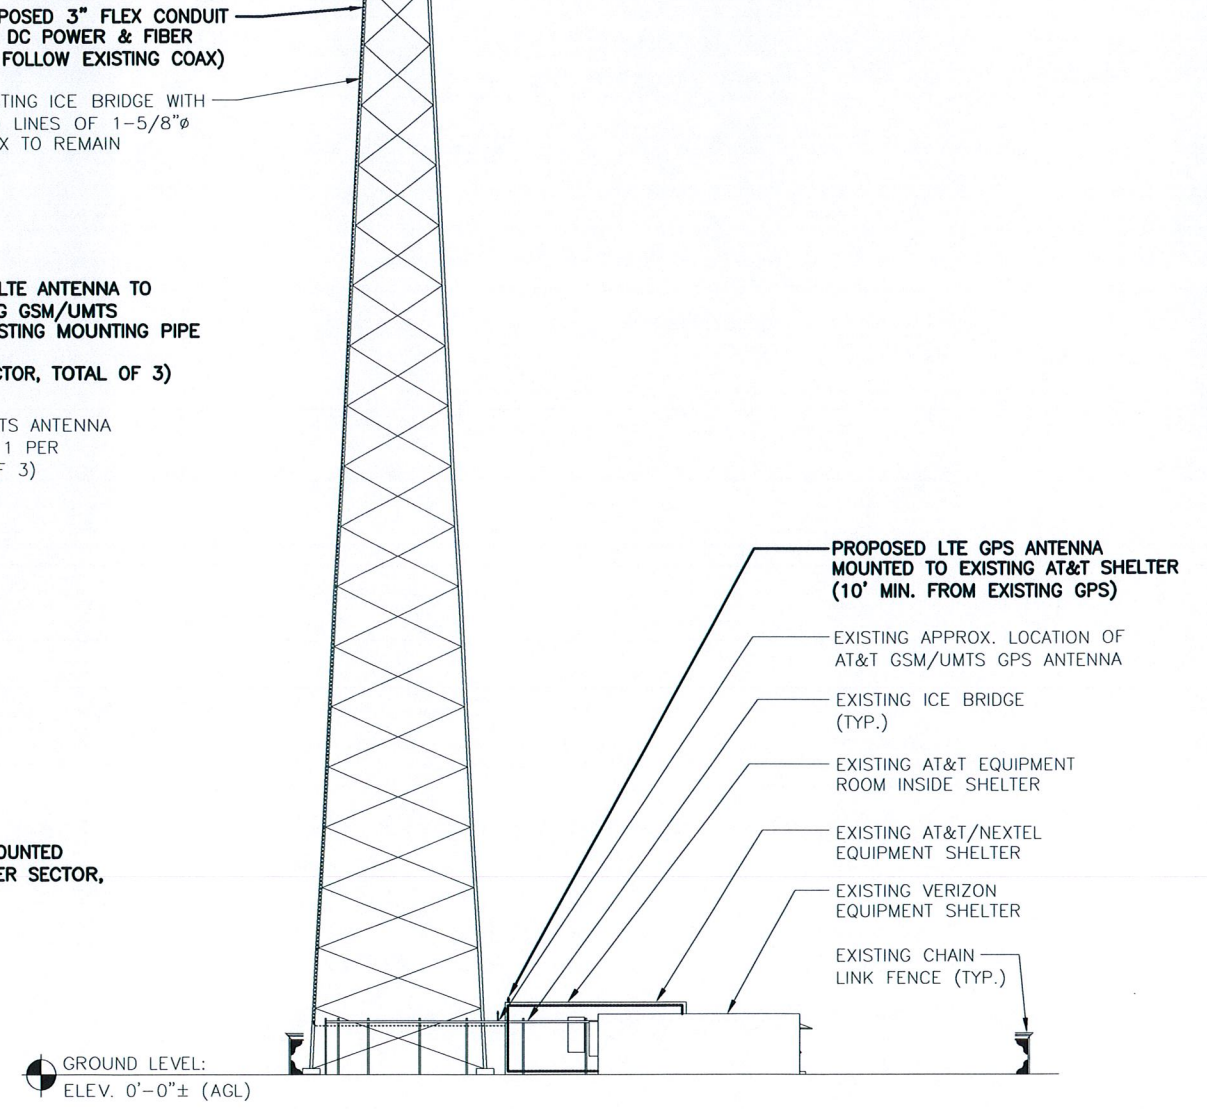 POSED 3" FLEX CONDUIT
DC POWER & FIBER
FOLLOW EXISTING COAX)
TING ICE BRIDGE WITH
LINES OF 1-5/8"ø
X TO REMAIN
LTE ANTENNA TO
G GSM/UMTS
STING MOUNTING PIPE
CTOR, TOTAL OF 3)
TS ANTENNA
1 PER
F 3)
OUNTED
ER SECTOR,
PROPOSED LTE GPS ANTENNA
MOUNTED TO EXISTING AT&T SHELTER
(10' MIN. FROM EXISTING GPS)
EXISTING APPROX. LOCATION OF
AT&T GSM/UMTS GPS ANTENNA
EXISTING ICE BRIDGE
(TYP.)
EXISTING AT&T EQUIPMENT
ROOM INSIDE SHELTER
EXISTING AT&T/NEXTEL
EQUIPMENT SHELTER
EXISTING VERIZON
EQUIPMENT SHELTER
EXISTING CHAIN
LINK FENCE (TYP.)
GROUND LEVEL:
ELEV. 0'-0"± (AGL)